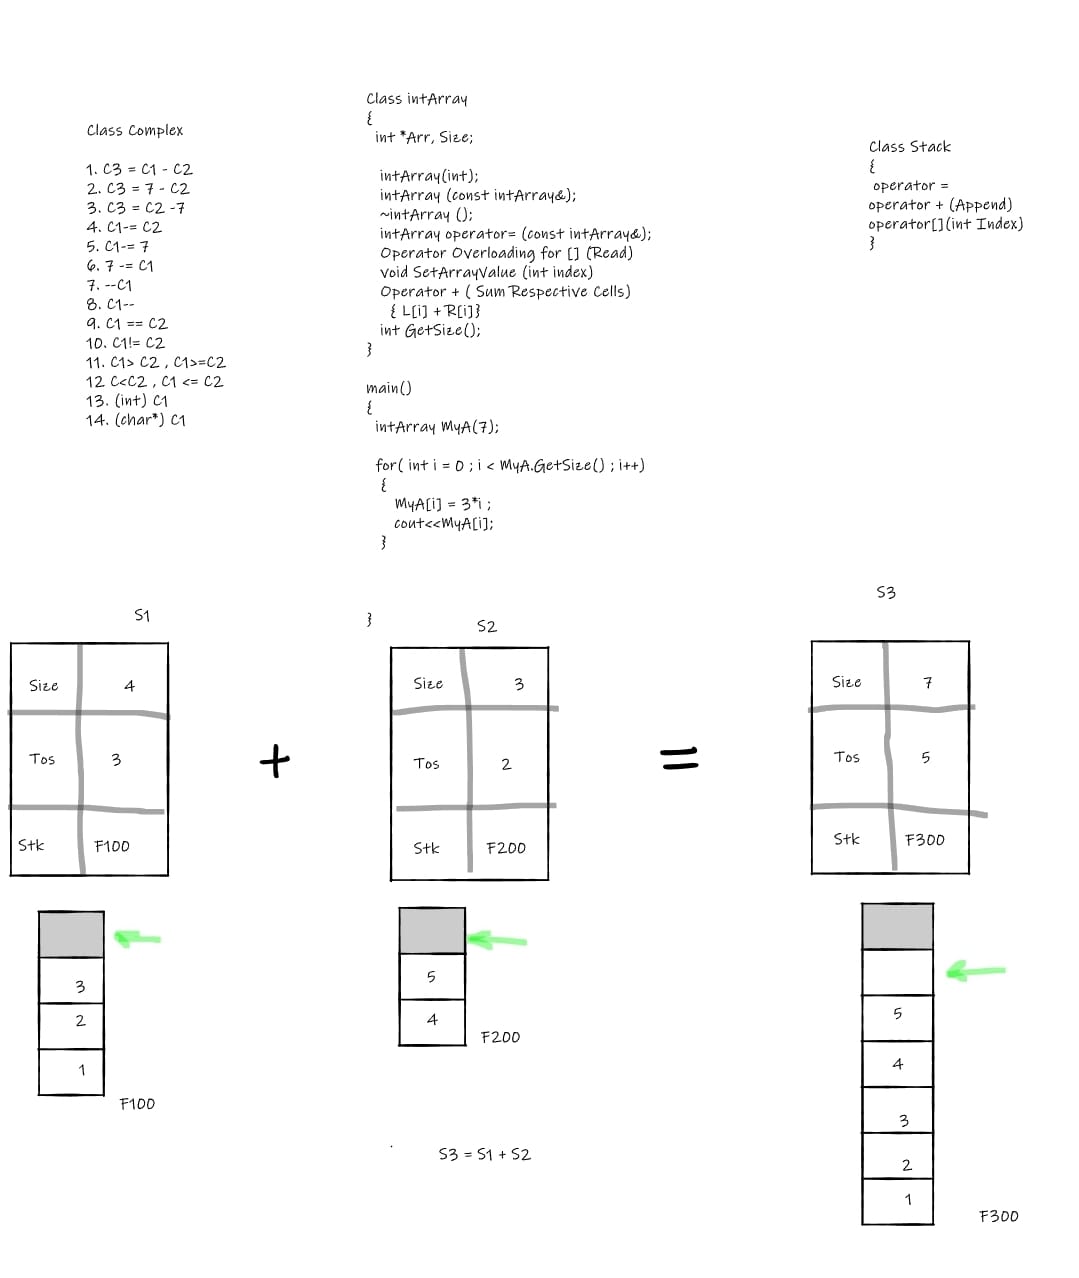 Class Complex
1. C3 = C1 - C2
2. C3 = 7 - C2
3. C3 = C2 -7
4. C1-= C2
5. C1-= 7
6. 7 -= C1
7. --C1
8. C1--
9. C1 == C2
10. C1!= C2
11. C1> C2 , C1>=C2
12 C<C2 , C1 <= C2
13. (int) C1
14. (char*) C1
Class intArray
{
int *Arr, Size;
intArray(int);
intArray (const intArray&);
~intArray ();
intArray operator= (const intArray&);
Operator Overloading for [] (Read)
void SetArrayValue (int index)
Operator + ( Sum Respective Cells)
{ L[i] +R[i]}
int GetSize();
}
main()
{
intArray MyA(7);
for( int i = 0 ; i < MyA.GetSize() ; i++)
{
MyA[i] = 3*i ;
cout<<MyA[i];
}
}
Class Stack
{
operator =
operator + (Append)
operator[](int Index)
}
S1
Size 4
Tos 3
Stk F100
3
2
1
F100
+
S2
Size 3
Tos 2
Stk F200
5
4
F200
=
S3
Size 7
Tos 5
Stk F300
5
4
3
2
1
F300
S3 = S1 + S2